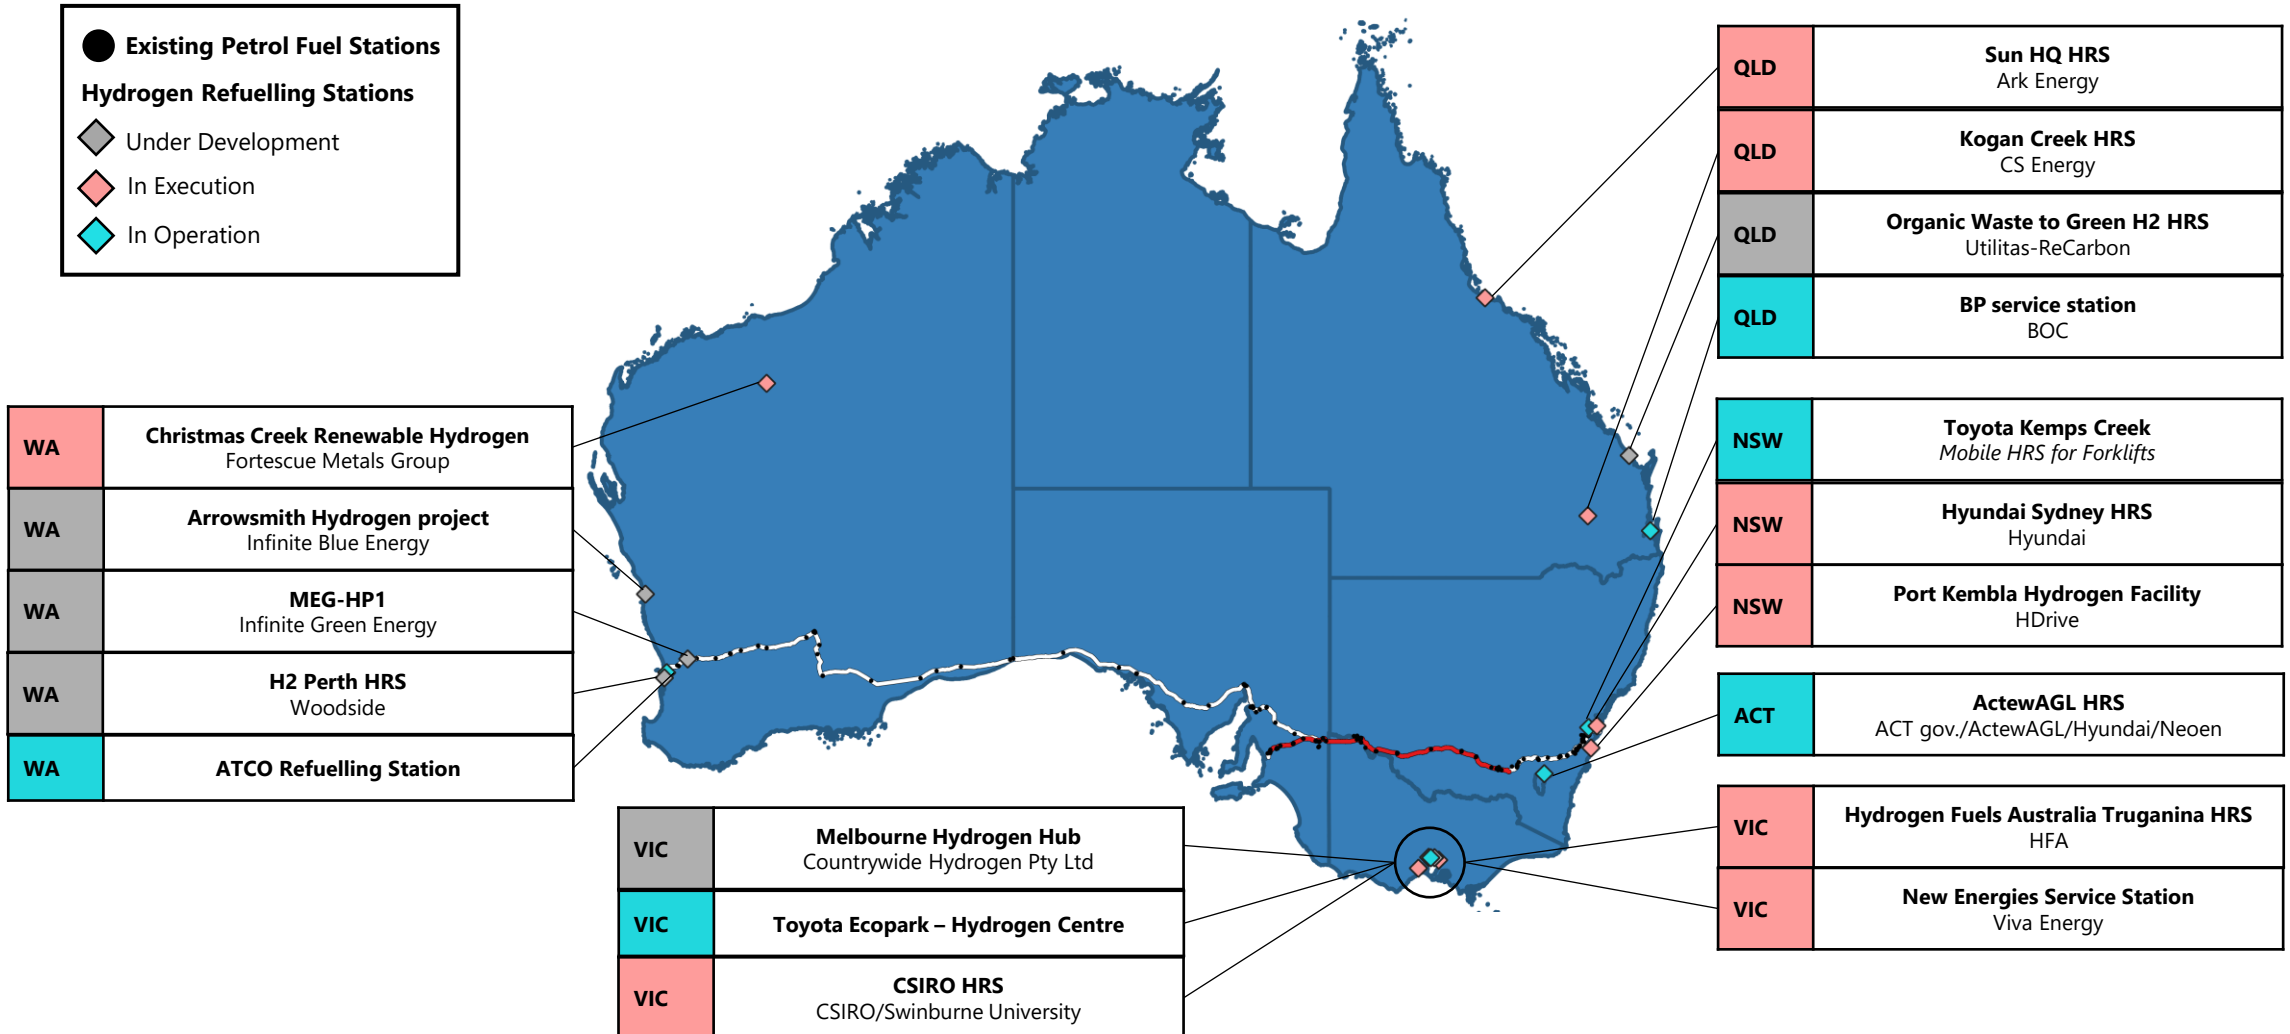 Existing Petrol Fuel Stations
Hydrogen Refuelling Stations
Under Development
In Execution
In Operation
WA
Christmas Creek Renewable Hydrogen
Fortescue Metals Group
WA
Arrowsmith Hydrogen project
Infinite Blue Energy
WA
MEG-HP1
Infinite Green Energy
WA
H2 Perth HRS
Woodside
WA
ATCO Refuelling Station
VIC
Melbourne Hydrogen Hub
Countrywide Hydrogen Pty Ltd
VIC
Toyota Ecopark – Hydrogen Centre
VIC
CSIRO HRS
CSIRO/Swinburne University
QLD
Sun HQ HRS
Ark Energy
QLD
Kogan Creek HRS
CS Energy
QLD
Organic Waste to Green H2 HRS
Utilitas-ReCarbon
QLD
BP service station
BOC
NSW
Toyota Kemps Creek
Mobile HRS for Forklifts
NSW
Hyundai Sydney HRS
Hyundai
NSW
Port Kembla Hydrogen Facility
HDrive
ACT
ActewAGL HRS
ACT gov./ActewAGL/Hyundai/Neoen
VIC
Hydrogen Fuels Australia Truganina HRS
HFA
VIC
New Energies Service Station
Viva Energy